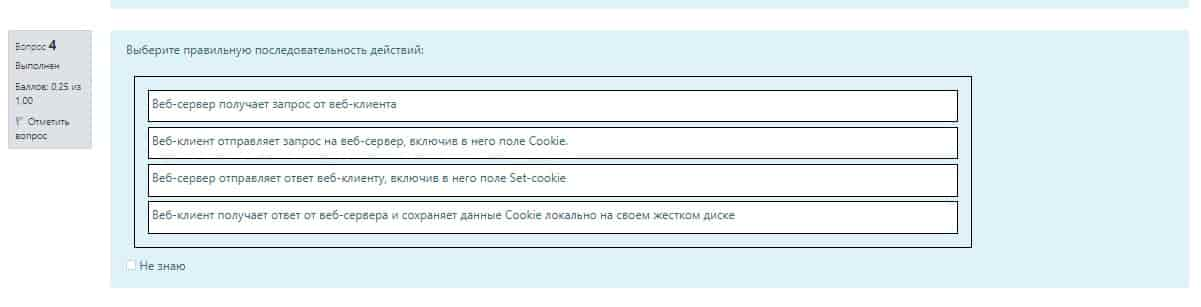 Вопрос 4
Выполнен
Баллов: 0,25 из
1,00
Отметить
вопрос
Выберите правильную последовательность действий:
Веб-сервер получает запрос от веб-клиента
Веб-клиент отправляет запрос на веб-сервер, включив в него поле Cookie.
Веб-сервер отправляет ответ веб-клиенту, включив в него поле Set-cookie
Веб-клиент получает ответ от веб-сервера и сохраняет данные Cookie локально на своем жестком диске
Не знаю